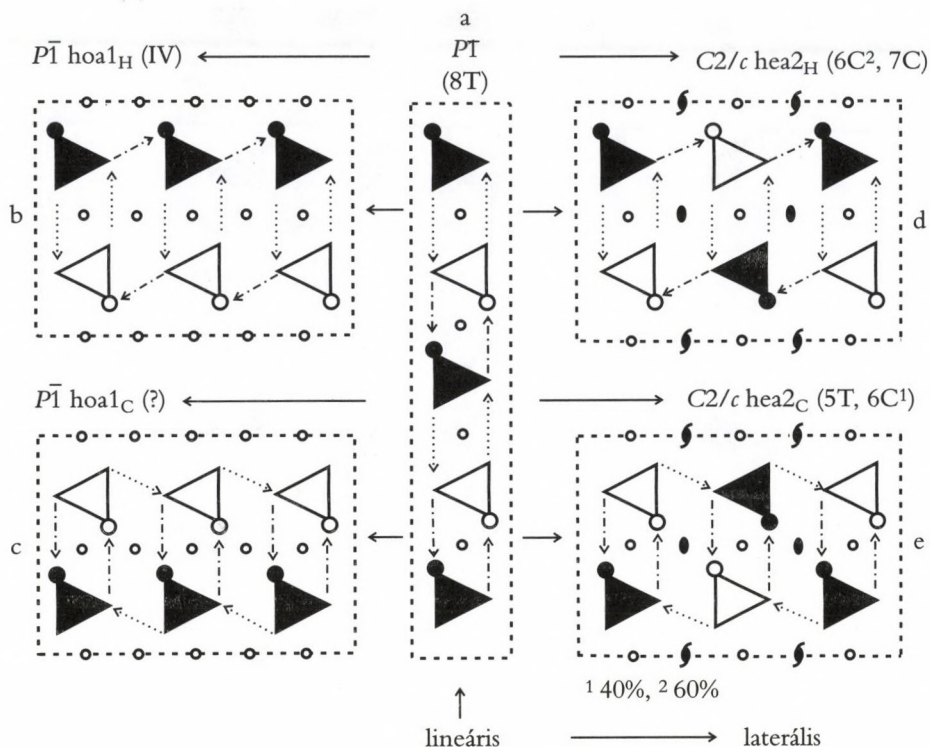 a
P1̅ hoa1H (IV)
P1̅
(8T)
C2/c hea2H (6C², 7C)
b
d
P1̅ hoa1C (?)
C2/c hea2C (5T, 6C¹)
c
e
¹ 40%, ² 60%
lineáris
laterális